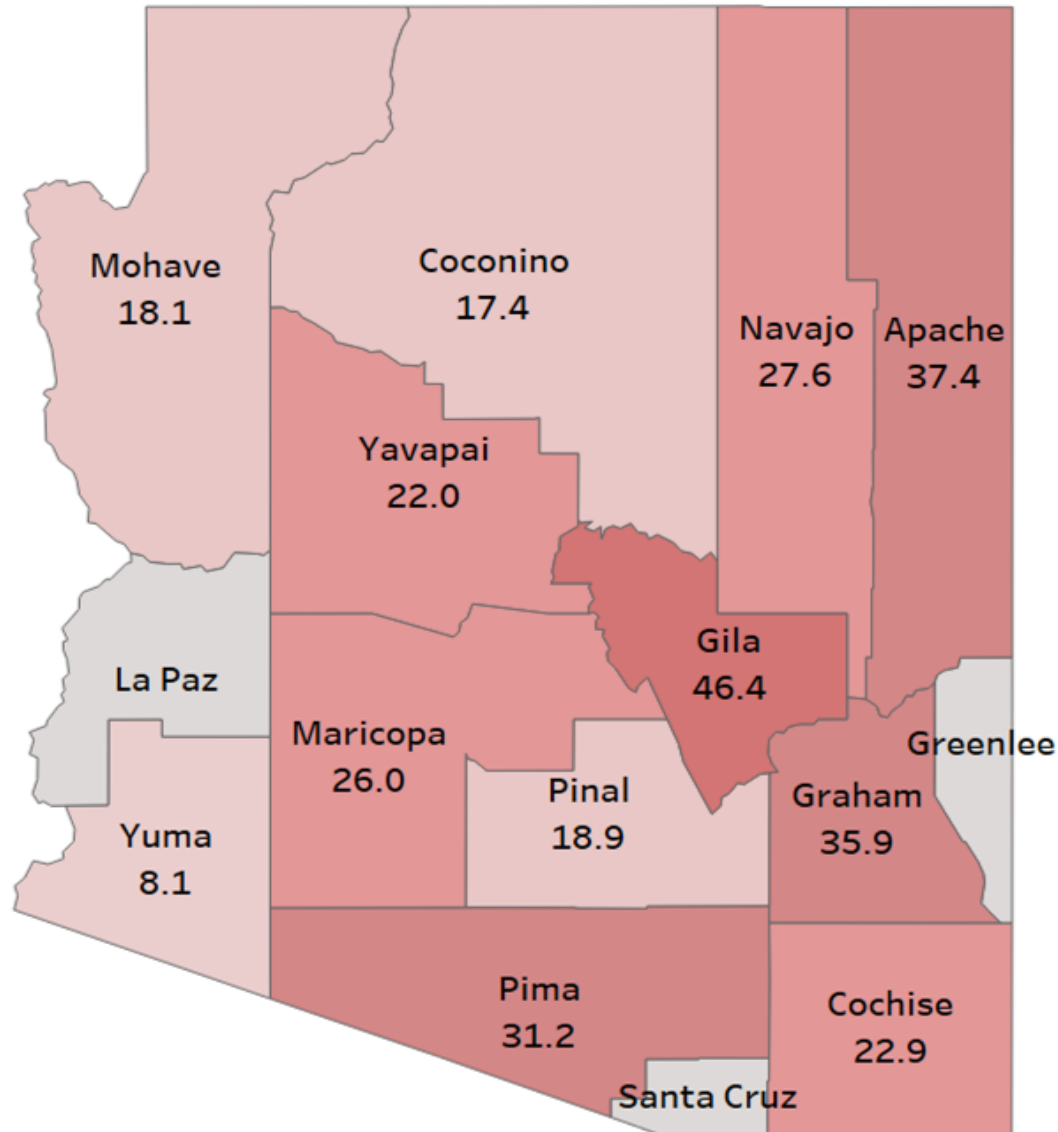 Mohave
18.1
Coconino
17.4
Navajo
27.6
Apache
37.4
Yavapai
22.0
Gila
46.4
La Paz
Maricopa
26.0
Greenlee
Pinal
18.9
Graham
35.9
Yuma
8.1
Pima
31.2
Cochise
22.9
Santa Cruz